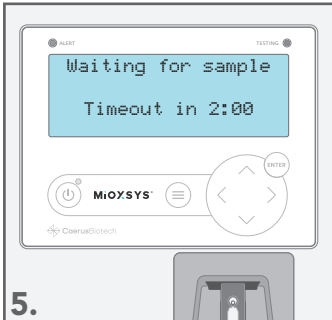 ALERT TESTING
Waiting for sample
Timeout in 2:00
ENTER
MiOXSYS
CaerusBiotech
5.